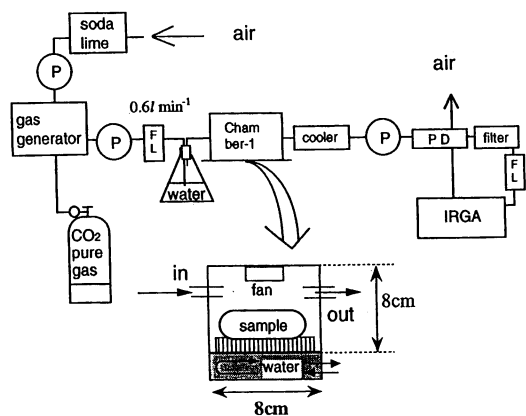 soda
lime
air
P
0.6l min⁻¹
air
gas
generator
P
F
L
Cham
ber-1
cooler
P
P D
filter
F
L
water
IRGA
CO₂
pure
gas
in
fan
out
8cm
sample
water
8cm